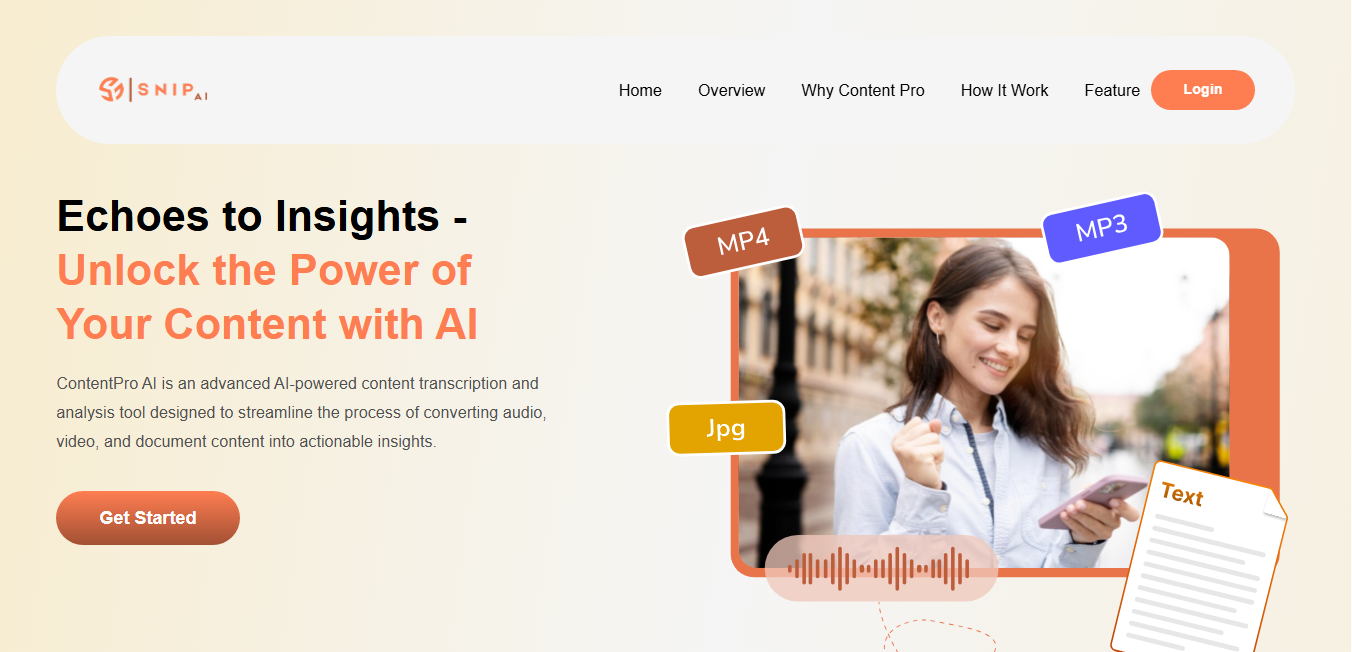 SNIP AI
Home
Overview
Why Content Pro
How It Work
Feature
Login
Echoes to Insights -
Unlock the Power of
Your Content with AI
ContentPro AI is an advanced AI-powered content transcription and
analysis tool designed to streamline the process of converting audio,
video, and document content into actionable insights.
Get Started
MP4
MP3
Jpg
Text